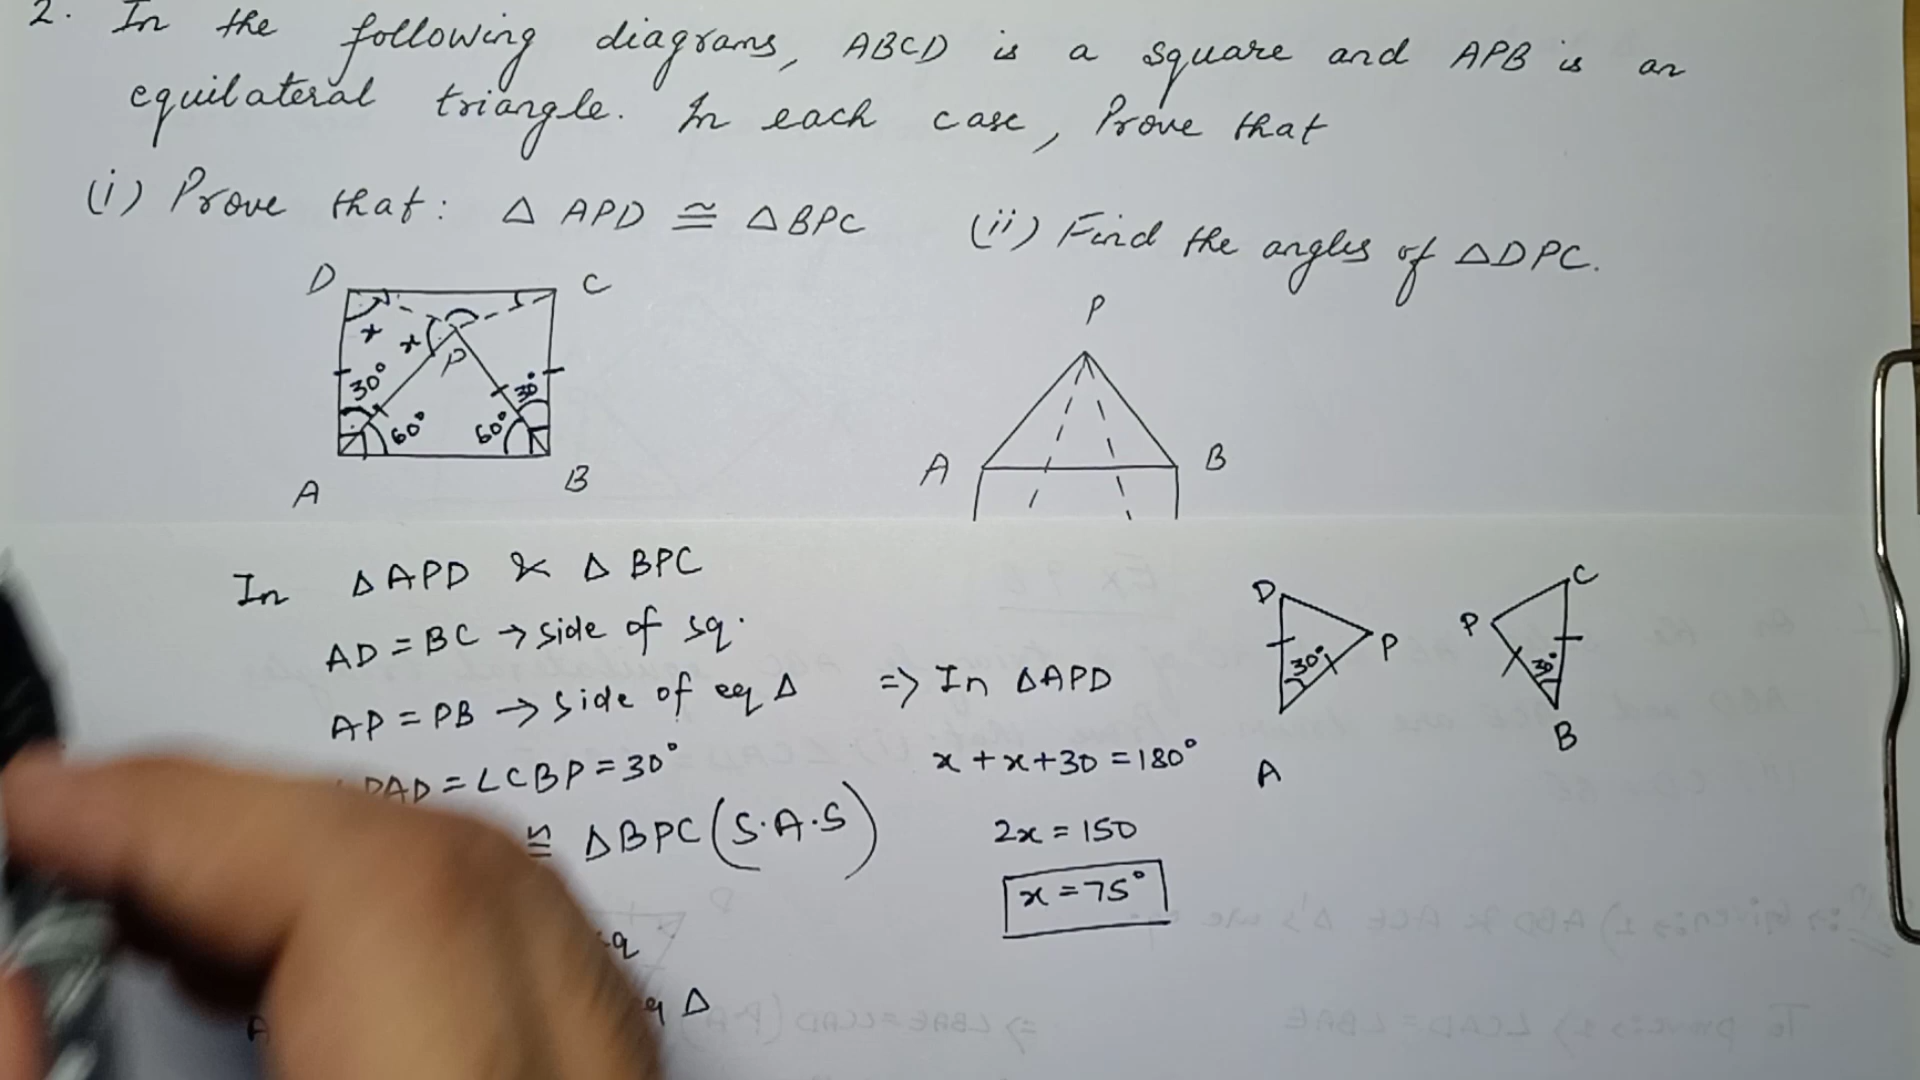 2. In the following diagrams, ABCD is a square and APB is an
equilateral triangle. In each case, Prove that
(i) Prove that: △ APD ≅ △BPC (ii) Find the angles of △DPC.
D C
x x P
30° 30°
60° 60°
A B
P
A B
In △APD & △ BPC
AD = BC → side of sq.
AP = PB → side of eq △
PAD = ∠CBP = 30°
≅ △BPC (S.A.S)
sq
eq △
A
=> In △APD
x + x + 30 = 180°
2x = 150
x = 75°
D P
30°
A
C
P
30°
B